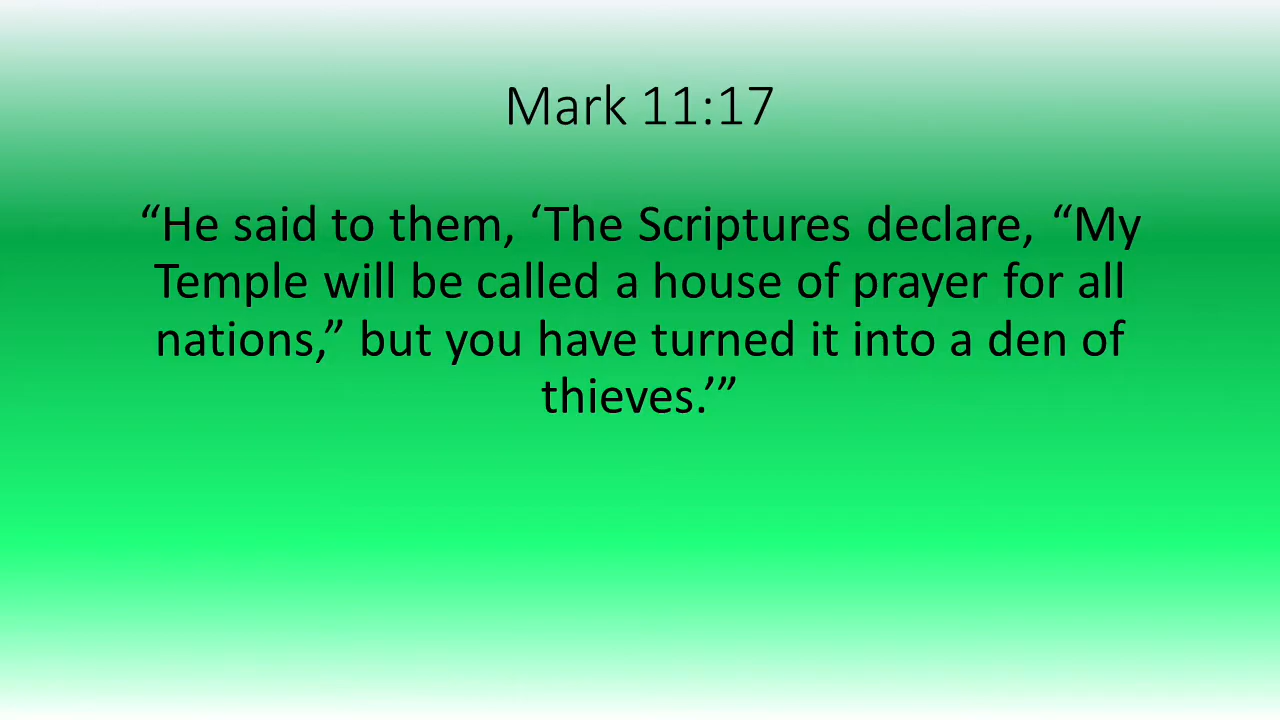 Mark 11:17
“He said to them, ‘The Scriptures declare, “My
Temple will be called a house of prayer for all
nations,” but you have turned it into a den of
thieves.’”